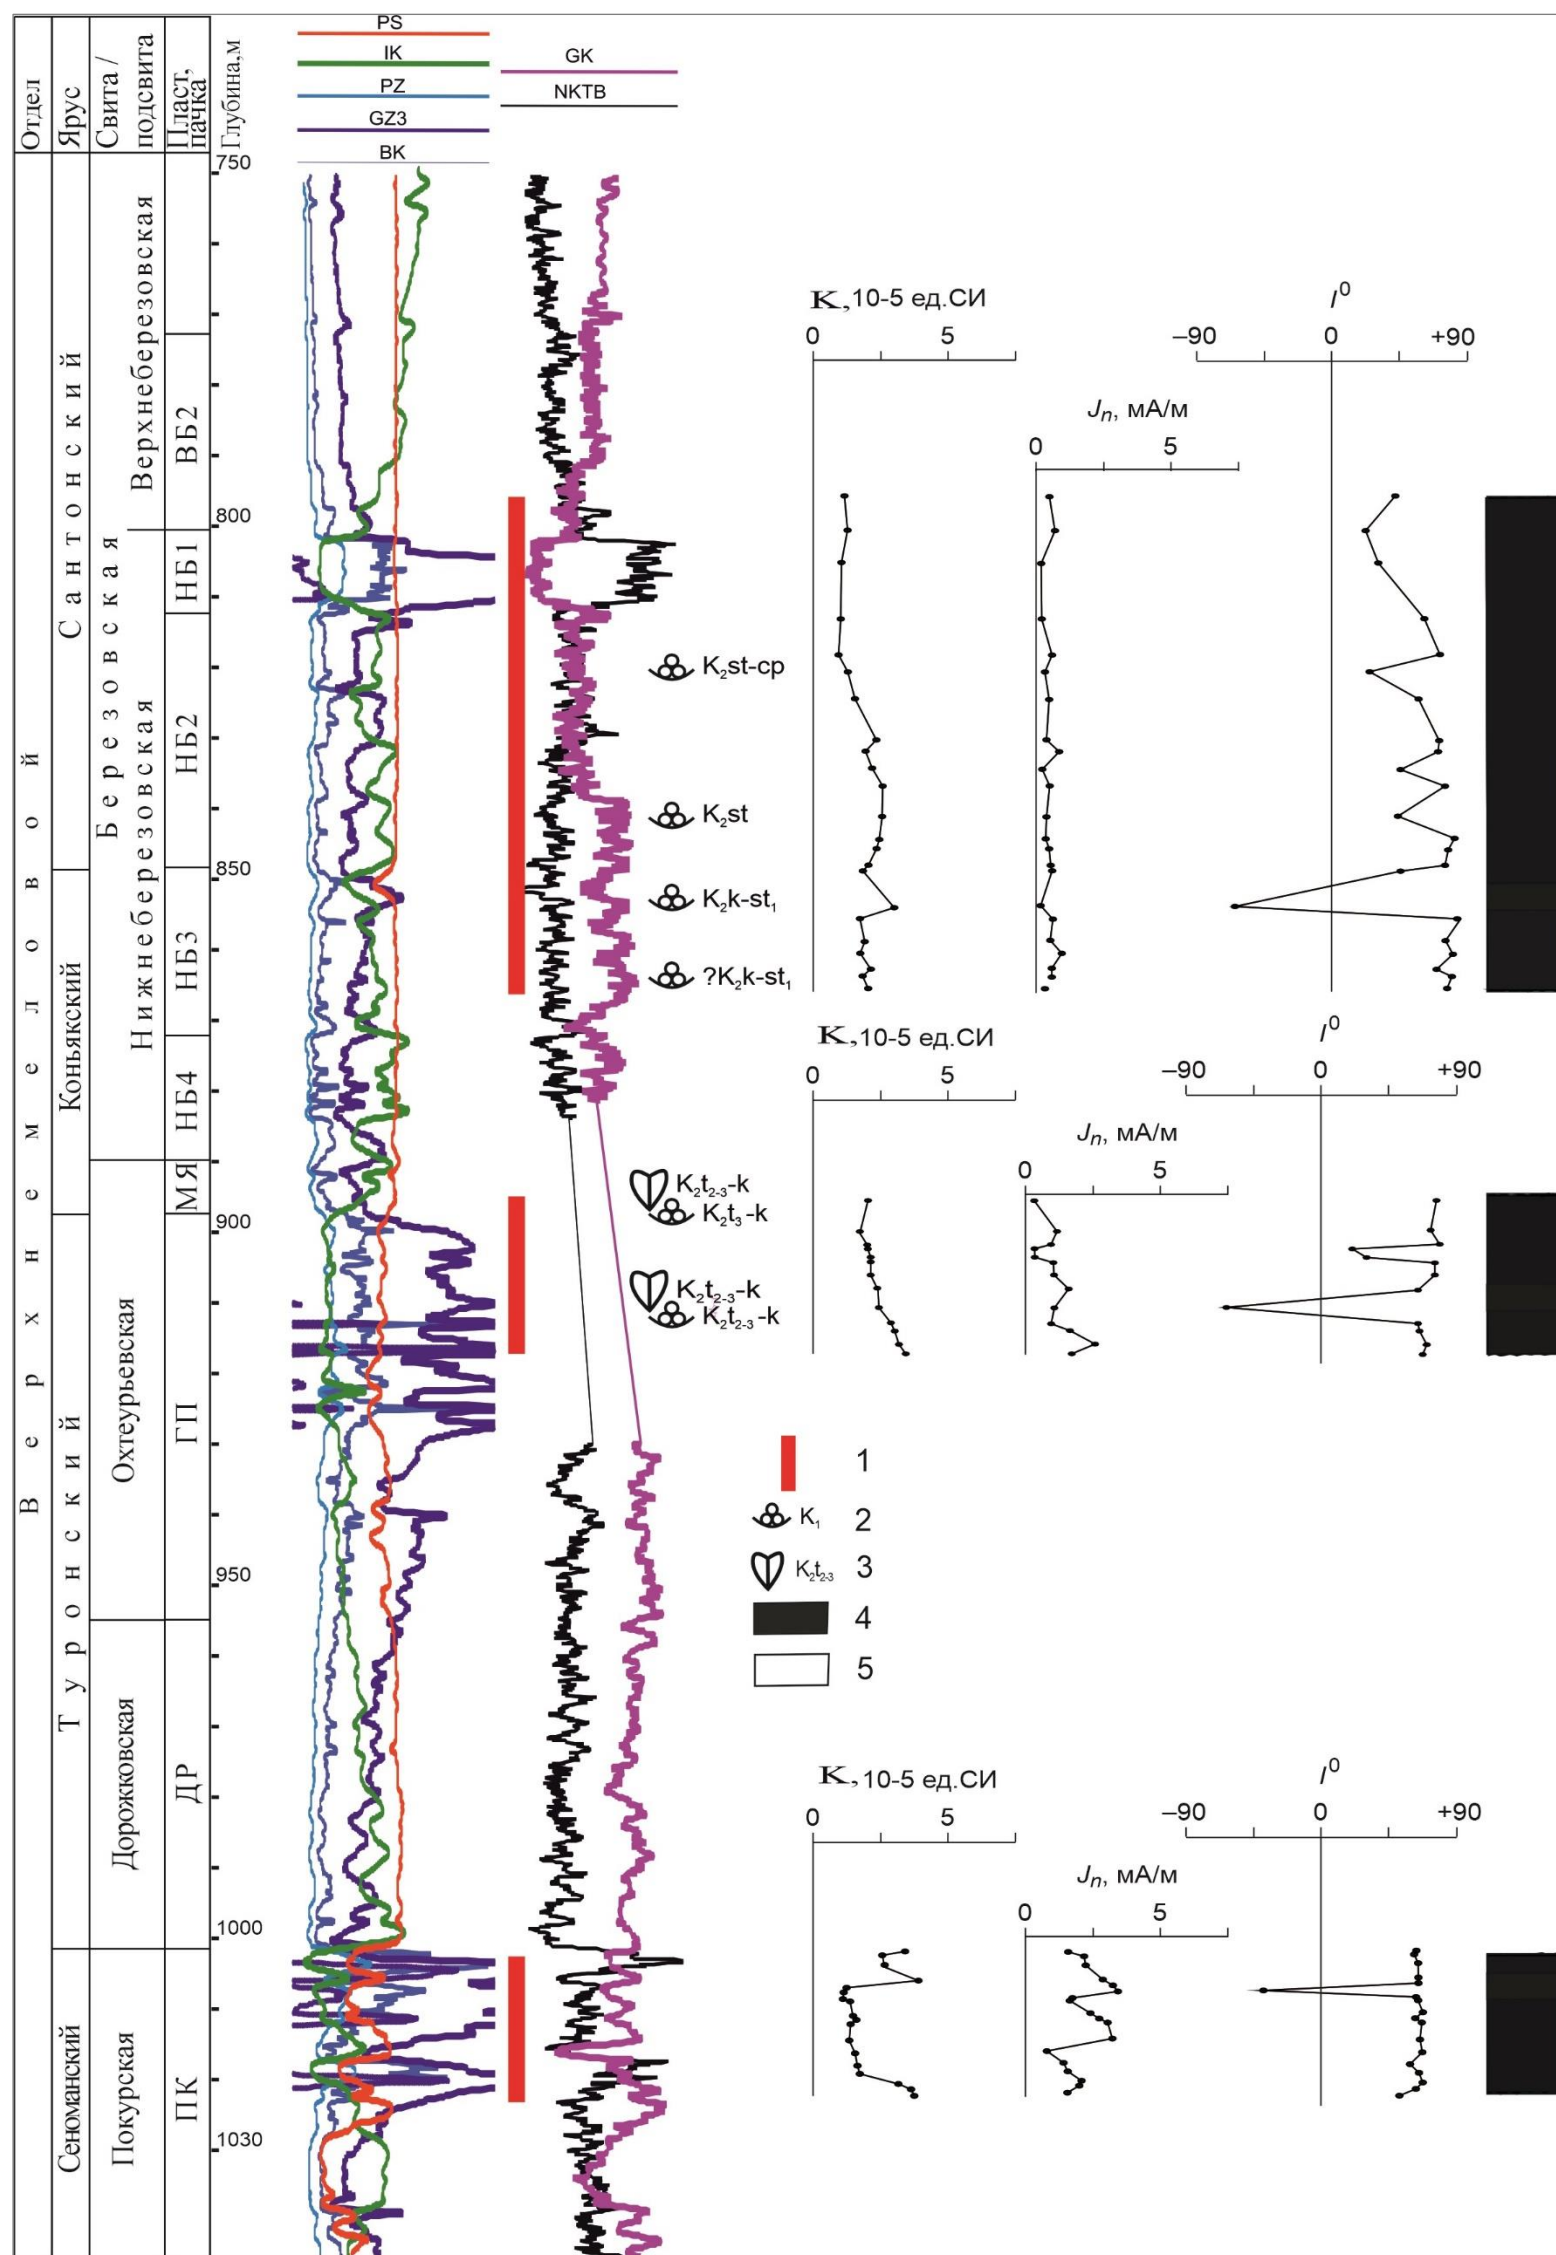 Отдел
Ярус
Свита / подсвита
Пласт, пачка
Глубина,м
PS
IK
PZ
GZ3
BK
GK
NKTB
Верхнемеловой
Сантонский
Коньякский
Туронский
Сеноманский
Березовская
Верхнеберезовская
Нижнеберезовская
Охтеурьевская
Дорожковская
Покурская
ВБ2
НБ1
НБ2
НБ3
НБ4
МЯ
ГП
ДР
ПК
750
800
850
900
950
1000
1030
K₂st-cp
K₂st
K₂k-st₁
?K₂k-st₁
K₂t₂₋₃-k
K₂t₃-k
K₂t₂₋₃-k
K₂t₂₋₃-k
К, 10-5 ед.СИ
0 5
Jₙ, мА/м
0 5
I⁰
–90 0 +90
К, 10-5 ед.СИ
0 5
Jₙ, мА/м
0 5
I⁰
–90 0 +90
1
K₁ 2
K₂t₂₋₃ 3
4
5
К, 10-5 ед.СИ
0 5
Jₙ, мА/м
0 5
I⁰
–90 0 +90